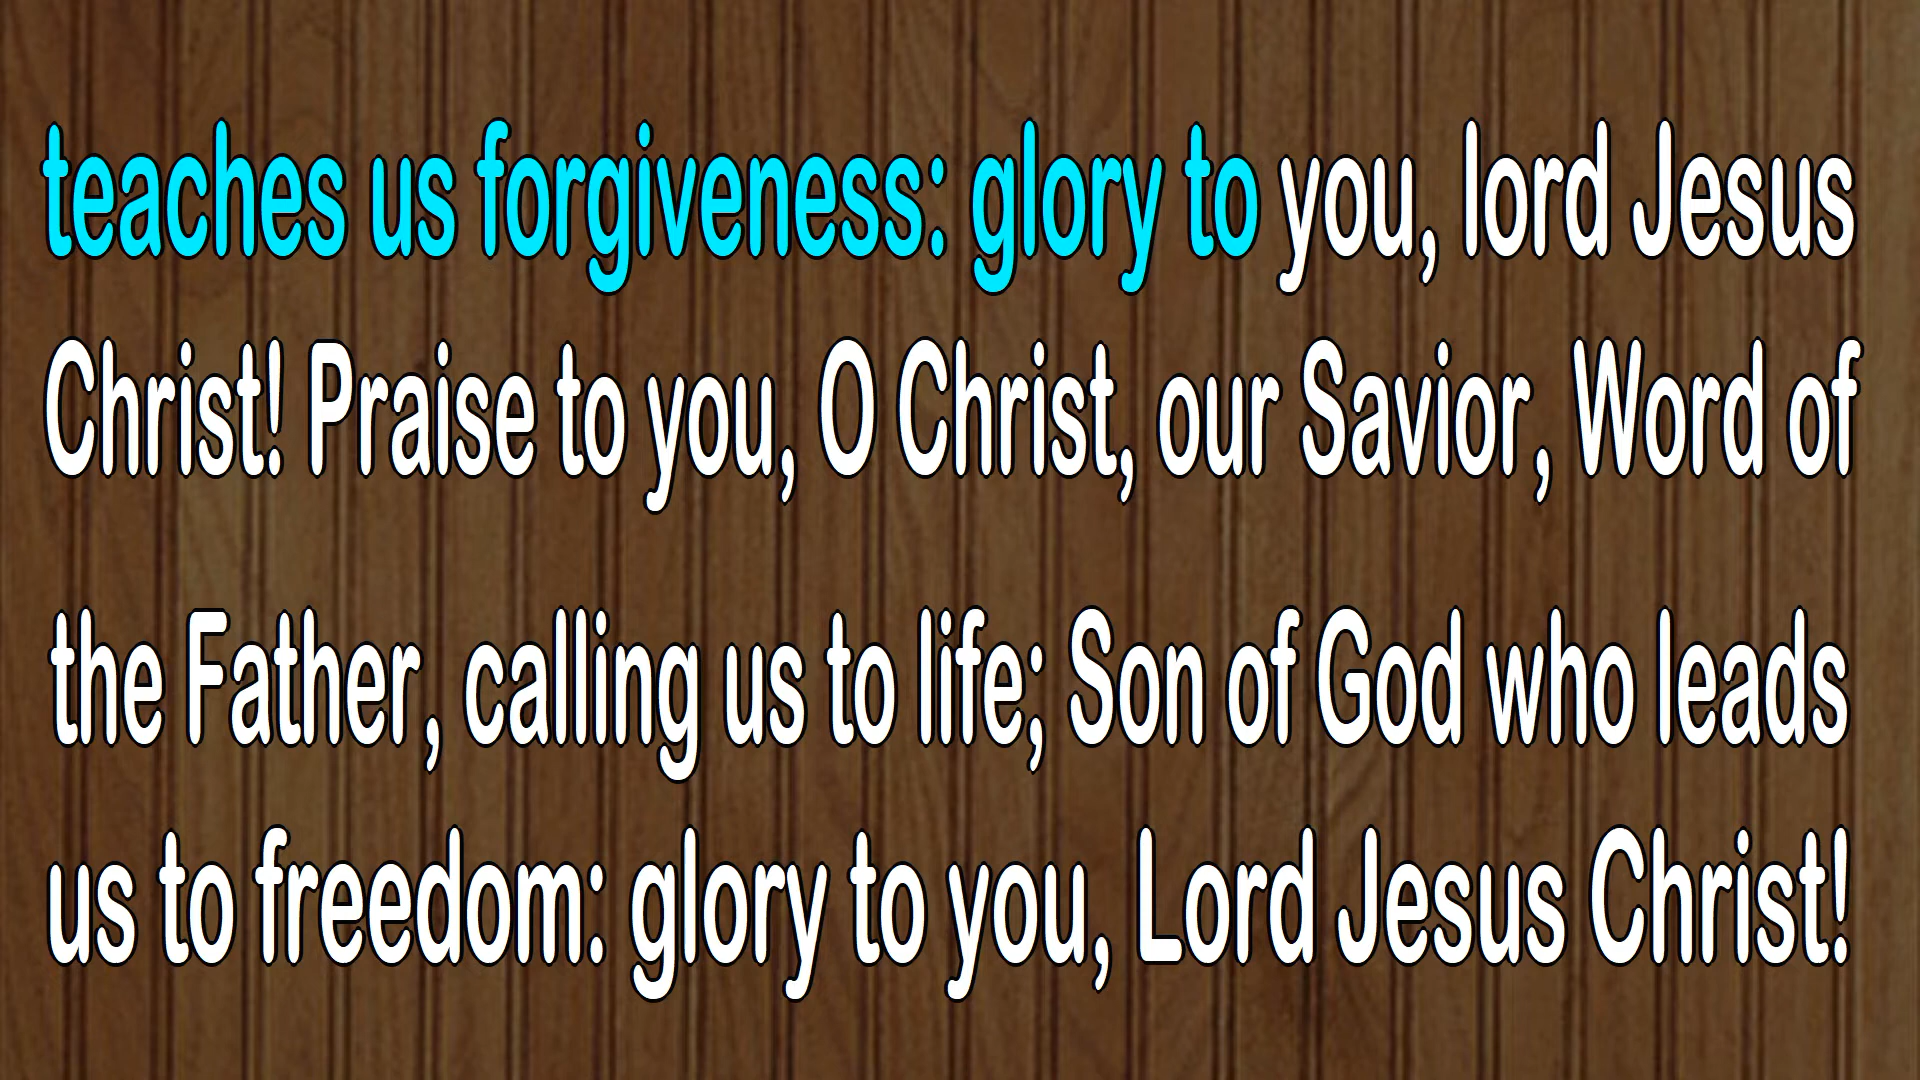 teaches us forgiveness: glory to you, lord Jesus
Christ! Praise to you, O Christ, our Savior, Word of
the Father, calling us to life; Son of God who leads
us to freedom: glory to you, Lord Jesus Christ!